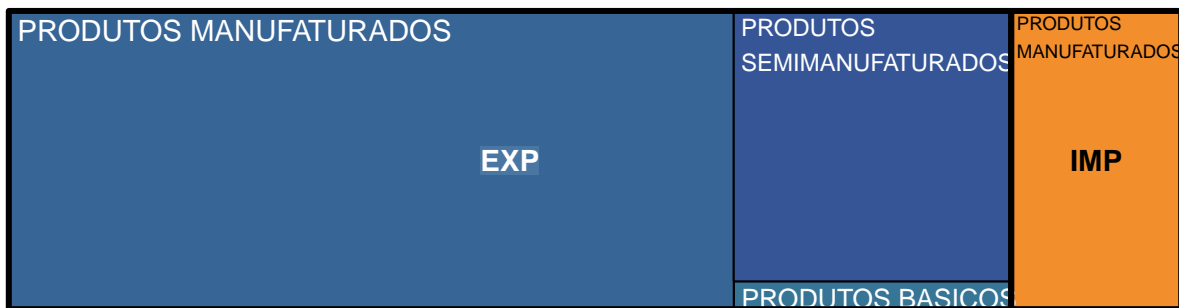 PRODUTOS MANUFATURADOS
EXP
PRODUTOS
SEMIMANUFATURADOS
PRODUTOS BASICOS
PRODUTOS
MANUFATURADOS
IMP